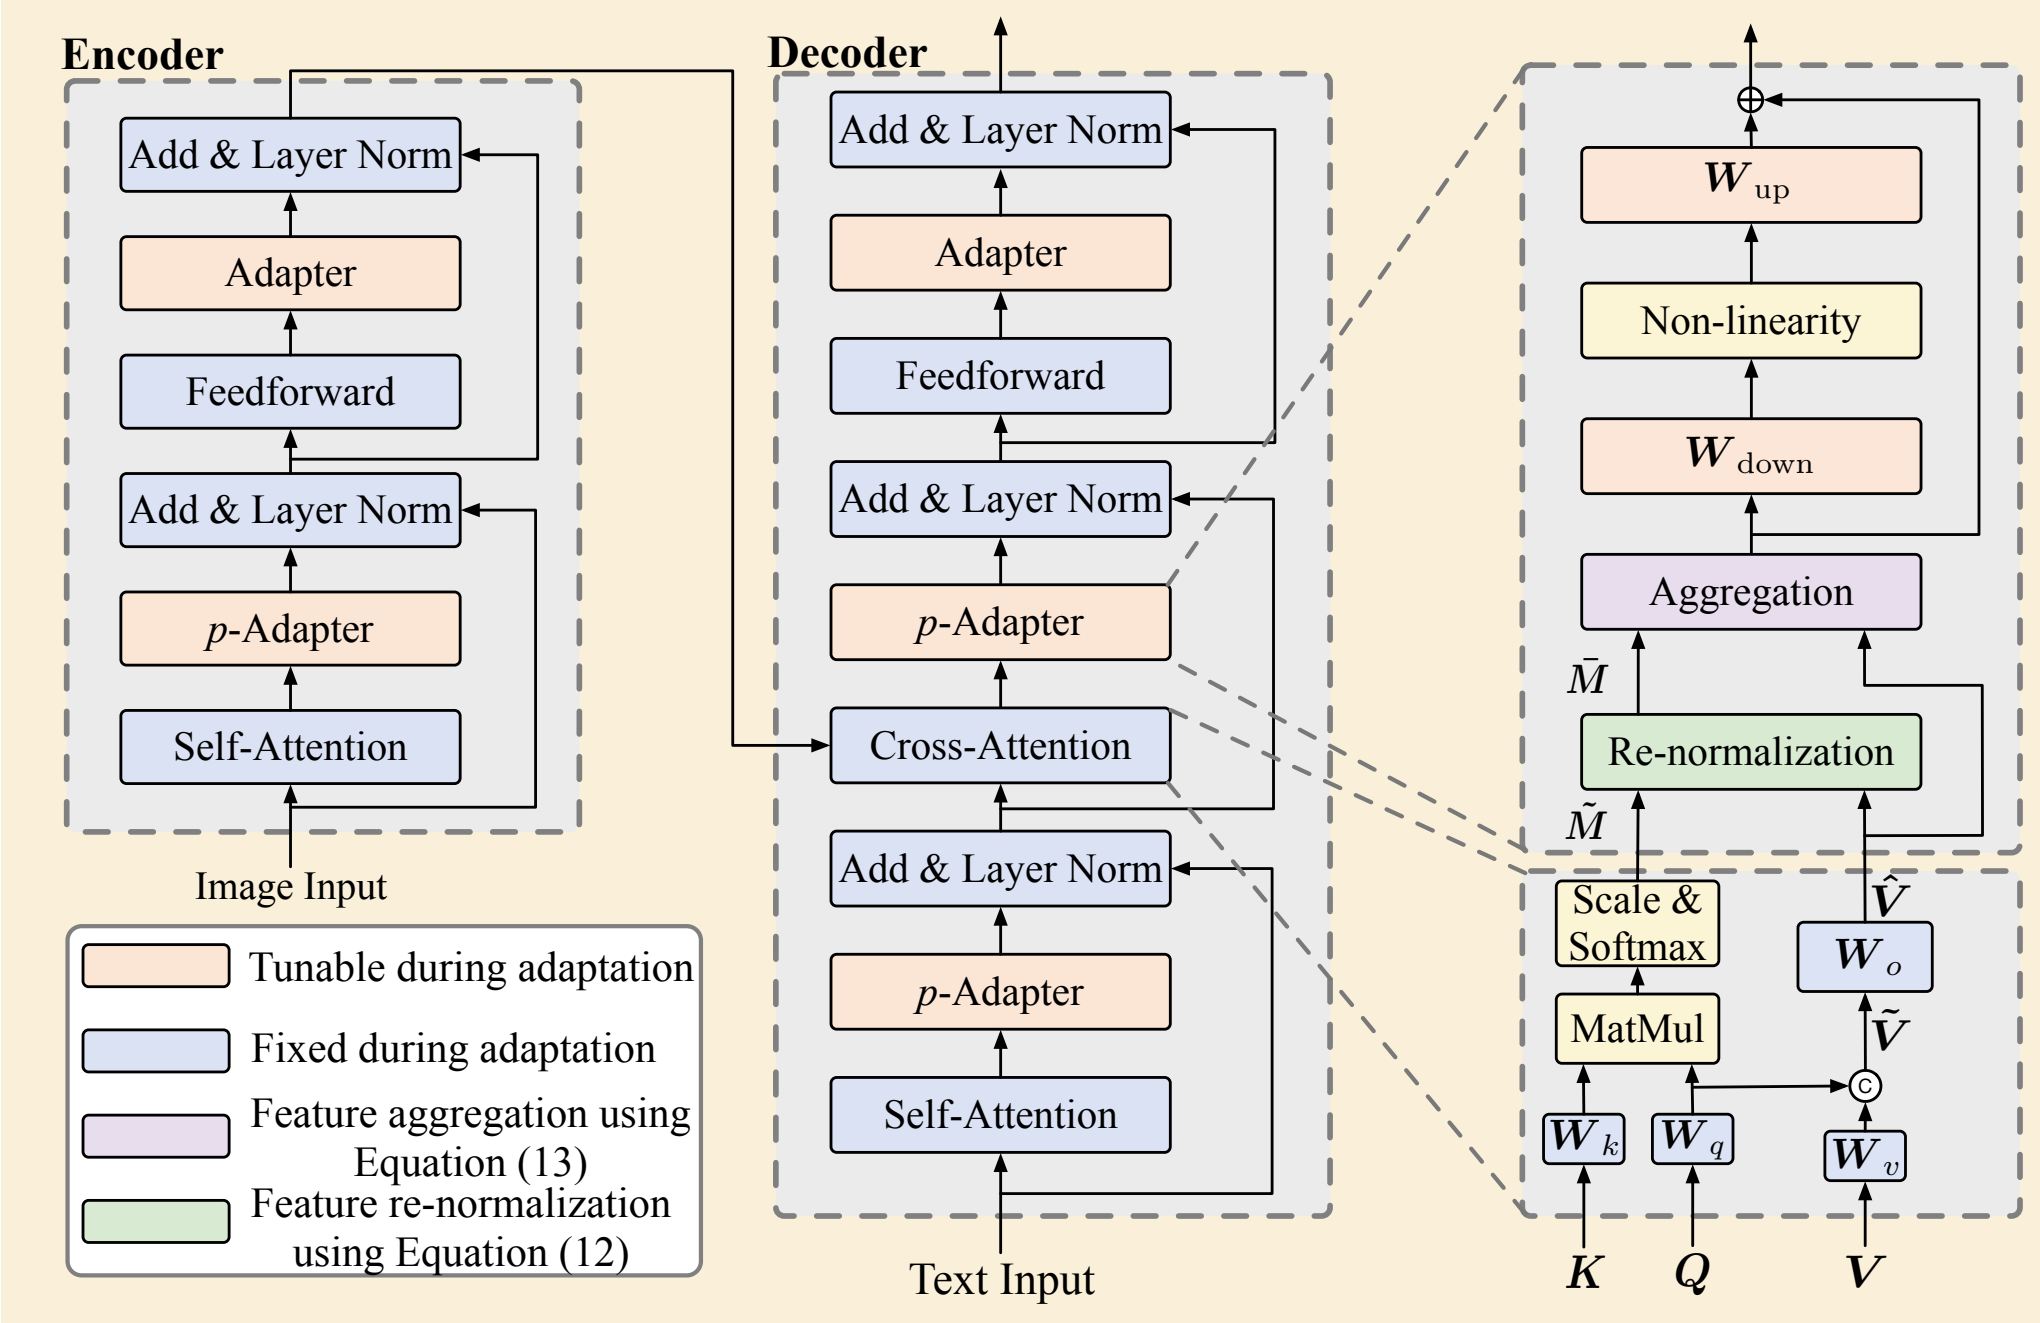 Encoder
Add & Layer Norm
Adapter
Feedforward
Add & Layer Norm
p-Adapter
Self-Attention
Image Input
Tunable during adaptation
Fixed during adaptation
Feature aggregation using
Equation (13)
Feature re-normalization
using Equation (12)
Decoder
Add & Layer Norm
Adapter
Feedforward
Add & Layer Norm
p-Adapter
Cross-Attention
Add & Layer Norm
p-Adapter
Self-Attention
Text Input
W up
Non-linearity
W down
Aggregation
M̄
Re-normalization
M̃
Scale &
Softmax
V̂
W o
MatMul
Ṽ
C
W k
W q
W v
K
Q
V